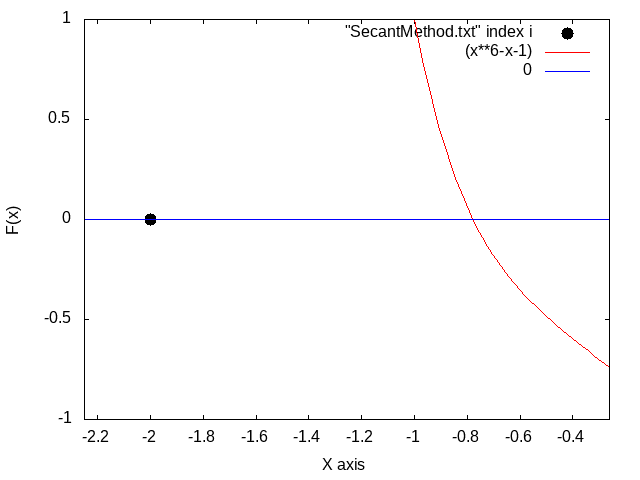 "SecantMethod.txt" index i
(x**6-x-1)
0
1
0.5
0
-0.5
-1
F(x)
-2.2 -2 -1.8 -1.6 -1.4 -1.2 -1 -0.8 -0.6 -0.4
X axis